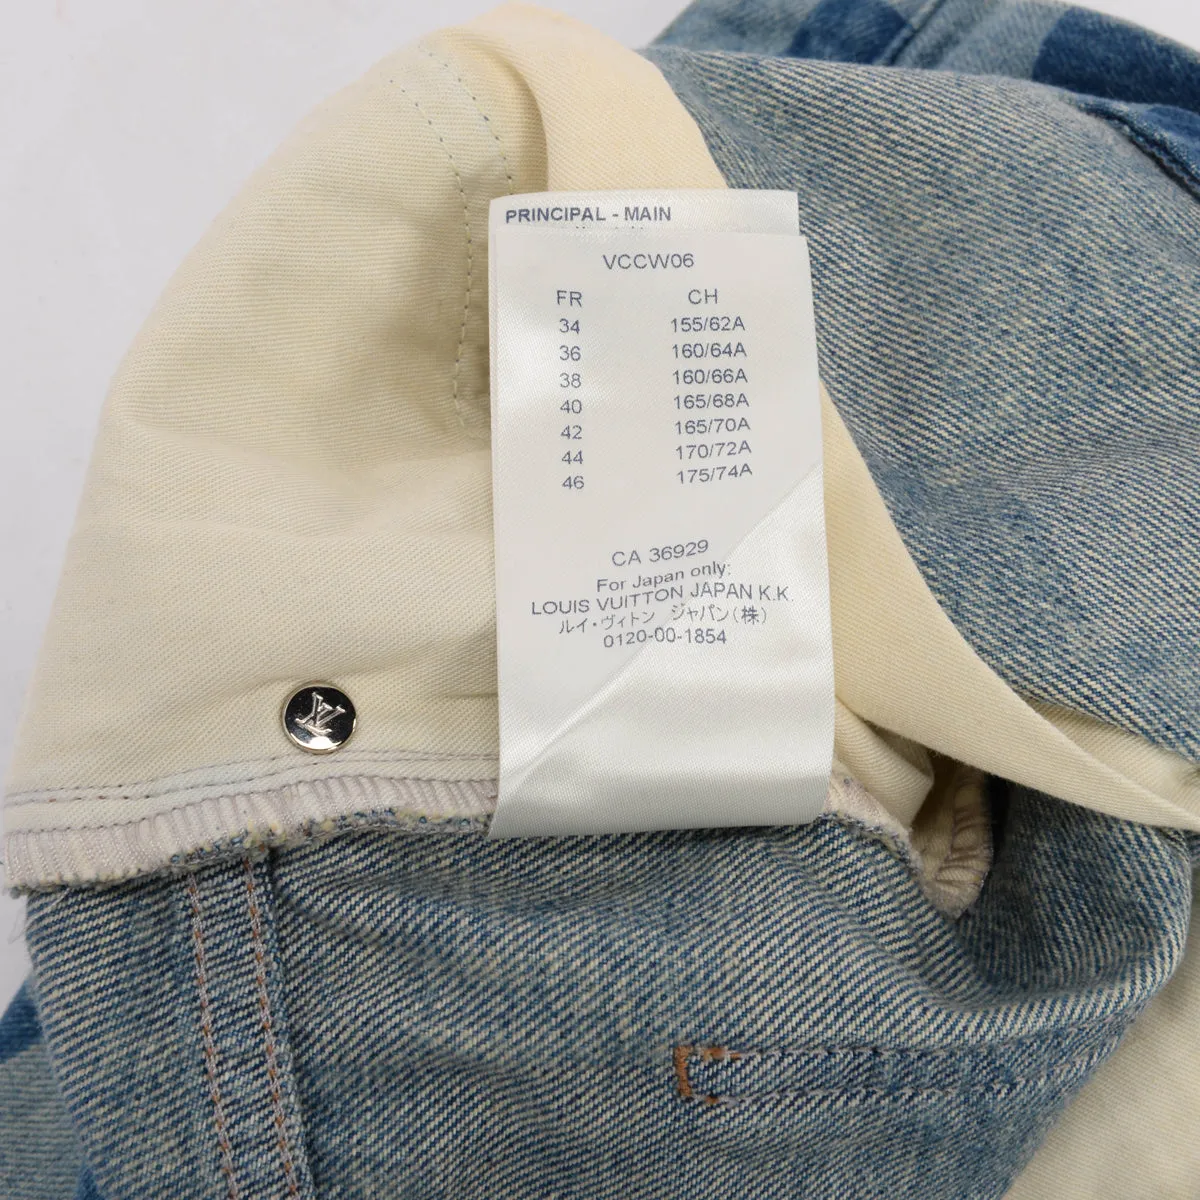 PRINCIPAL - MAIN
VCCW06
FR CH
34 155/62A
36 160/64A
38 160/66A
40 165/68A
42 165/70A
44 170/72A
46 175/74A
CA 36929
For Japan only:
LOUIS VUITTON JAPAN K.K.
ルイ・ヴィトン ジャパン(株)
0120-00-1854
LV